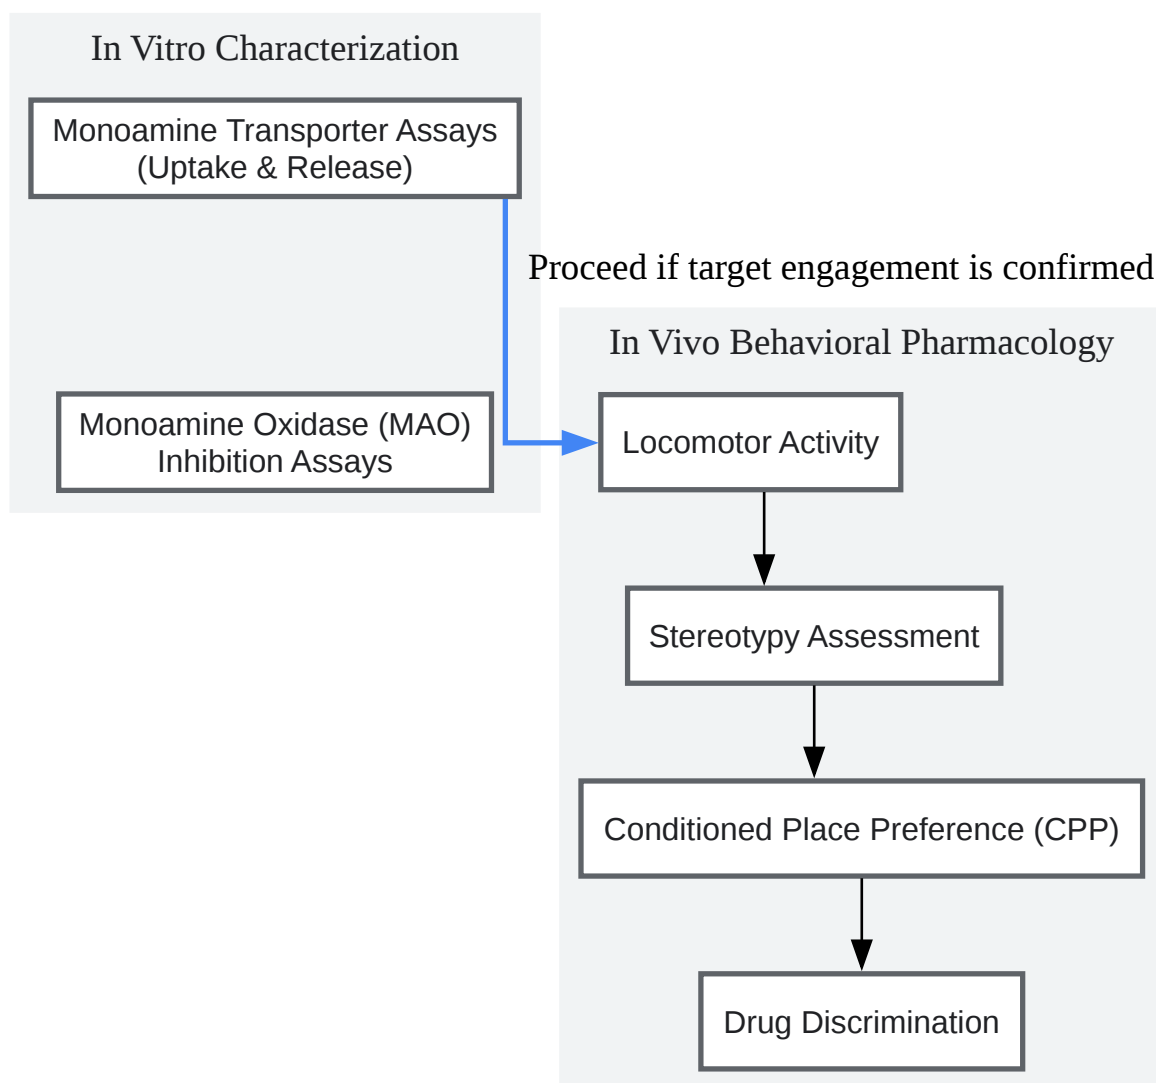 In Vitro Characterization
Monoamine Transporter Assays
(Uptake & Release)
Proceed if target engagement is confirmed
In Vivo Behavioral Pharmacology
Monoamine Oxidase (MAO)
Inhibition Assays
Locomotor Activity
Stereotypy Assessment
Conditioned Place Preference (CPP)
Drug Discrimination